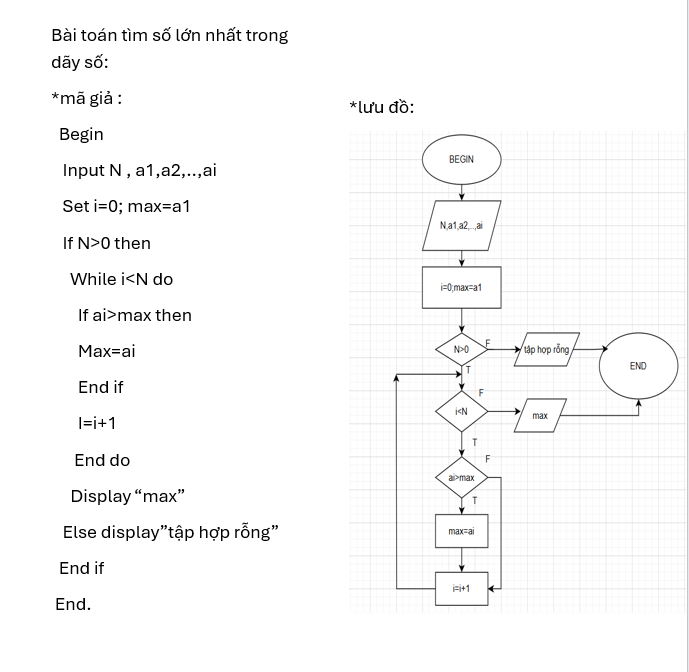 Bài toán tìm số lớn nhất trong
dãy số:
*mã giả :
Begin
Input N , a1,a2,..,ai
Set i=0; max=a1
If N>0 then
While i<N do
If ai>max then
Max=ai
End if
I=i+1
End do
Display “max”
Else display”tập hợp rỗng”
End if
End.
*lưu đồ:
BEGIN
N,a1,a2,..,ai
i=0;max=a1
N>0
F
tập hợp rỗng
END
T
F
i<N
max
T
F
ai>max
T
max=ai
i=i+1